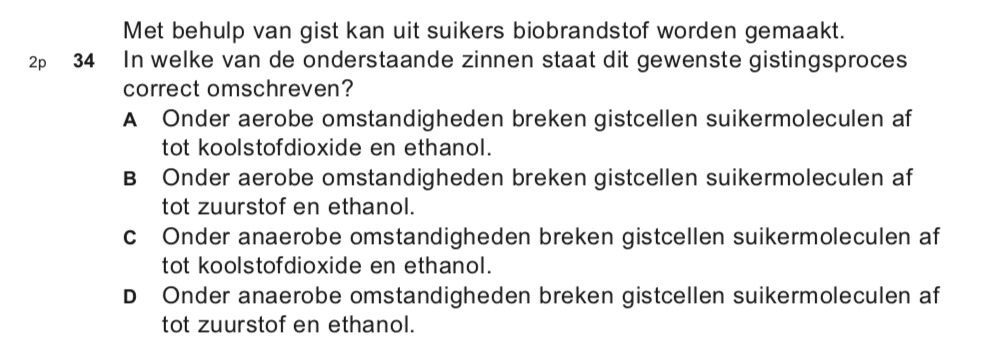 Met behulp van gist kan uit suikers biobrandstof worden gemaakt.
2p 34 In welke van de onderstaande zinnen staat dit gewenste gistingsproces
correct omschreven?
A Onder aerobe omstandigheden breken gistcellen suikermoleculen af
tot koolstofdioxide en ethanol.
B Onder aerobe omstandigheden breken gistcellen suikermoleculen af
tot zuurstof en ethanol.
C Onder anaerobe omstandigheden breken gistcellen suikermoleculen af
tot koolstofdioxide en ethanol.
D Onder anaerobe omstandigheden breken gistcellen suikermoleculen af
tot zuurstof en ethanol.